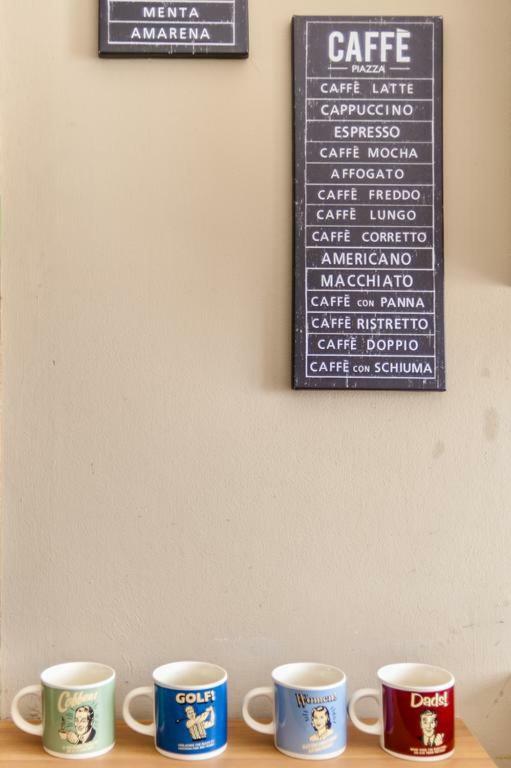 MENTA
AMARENA
CAFFÈ
PIAZZA
CAFFÈ LATTE
CAPPUCCINO
ESPRESSO
CAFFÈ MOCHA
AFFOGATO
CAFFÈ FREDDO
CAFFÈ LUNGO
CAFFÈ CORRETTO
AMERICANO
MACCHIATO
CAFFÈ CON PANNA
CAFFÈ RISTRETTO
CAFFÈ DOPPIO
CAFFÈ CON SCHIUMA
GOLF!
Women!
Dads!